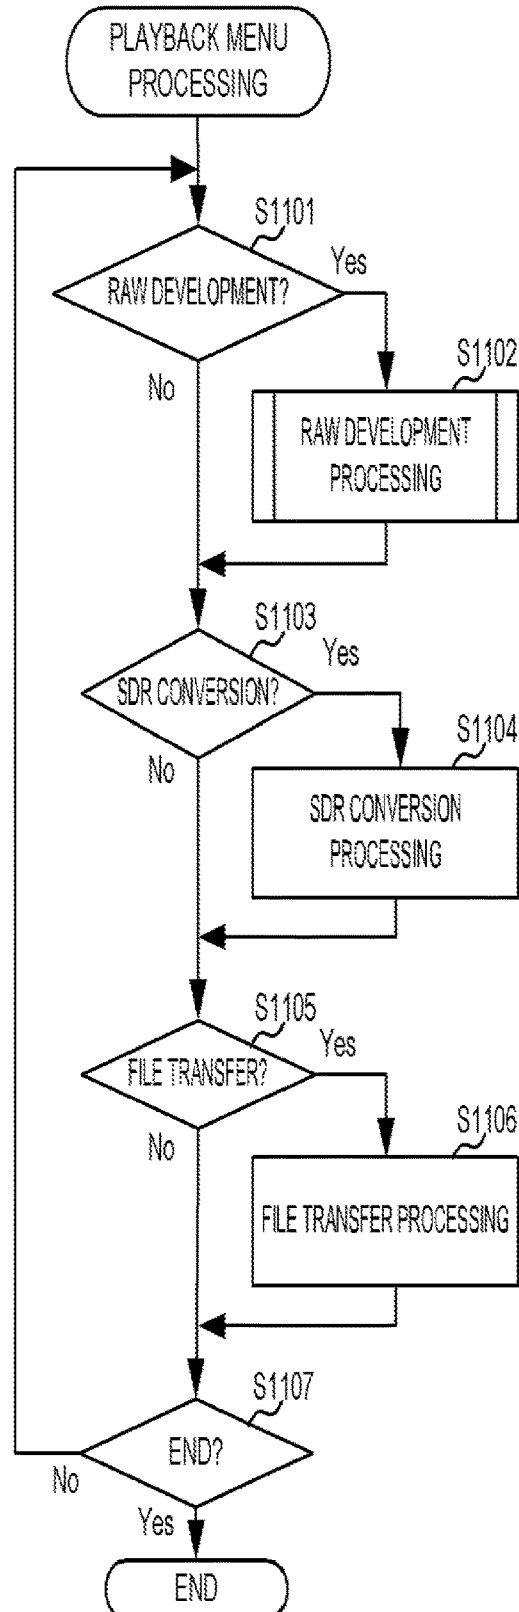 PLAYBACK MENU
PROCESSING
S1101
RAW DEVELOPMENT?
Yes
No
S1102
RAW DEVELOPMENT
PROCESSING
S1103
SDR CONVERSION?
Yes
No
S1104
SDR CONVERSION
PROCESSING
S1105
FILE TRANSFER?
Yes
No
S1106
FILE TRANSFER PROCESSING
S1107
END?
No
Yes
END